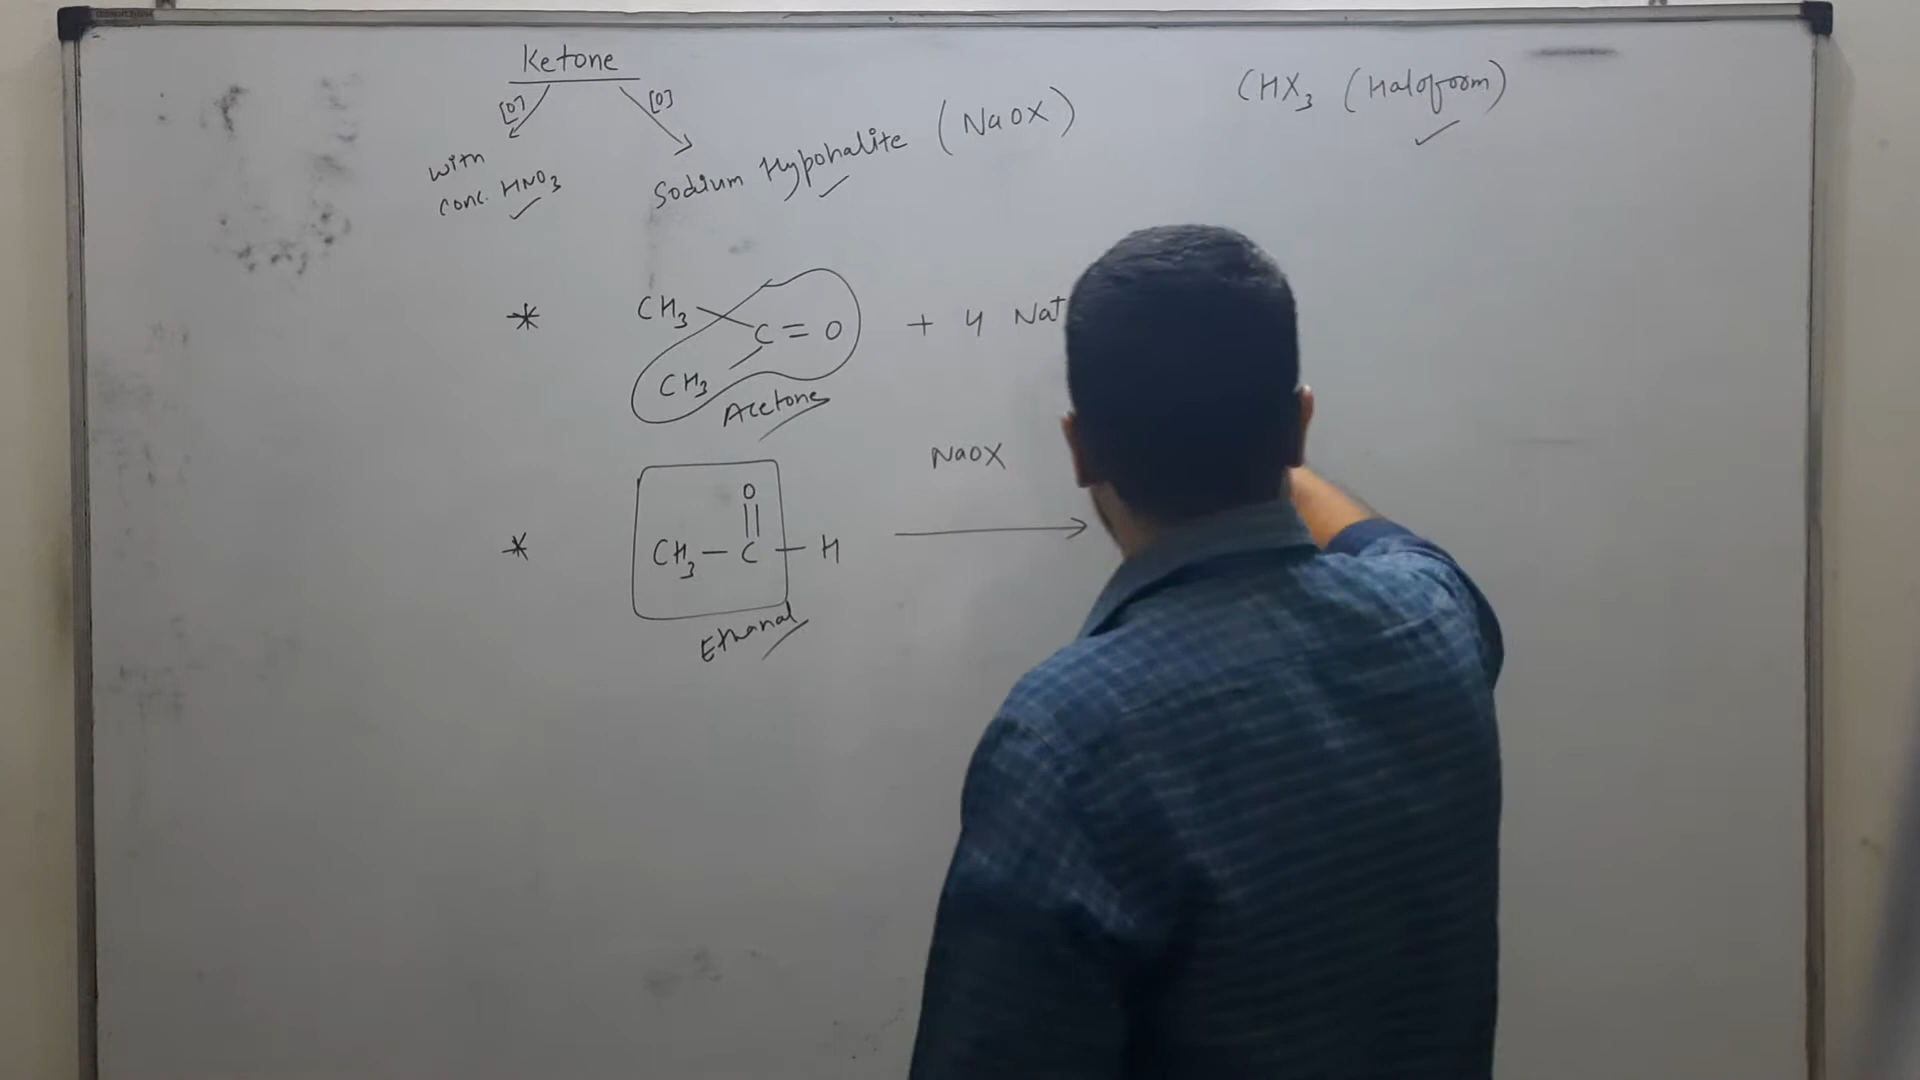 Ketone
[O] [O]
with
conc. HNO3
Sodium Hypohalite (NaOX)
CHX3 (Haloform)
* CH3
C = O + 4 Na+
CH3
Acetone
NaOX
O
* CH3 — C — H
Ethanal